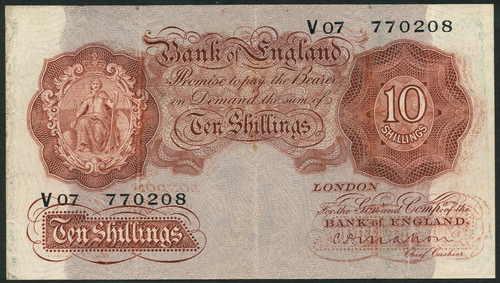 V07 770208
Bank of England
Promise to pay the Bearer
on Demand the sum of
Ten Shillings
10
SHILLINGS
V07 770208
Ten Shillings
LONDON
For the Gov.r and Comp.a of the
BANK OF ENGLAND.
C.P. Mahon
Chief Cashier.